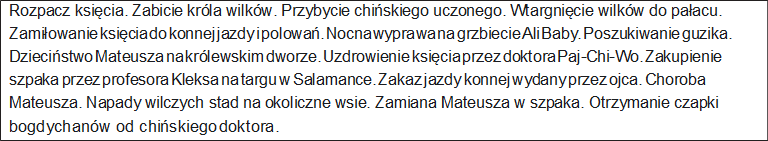 Rozpacz księcia. Zabicie króla wilków. Przybycie chińskiego uczonego. Wtargnięcie wilków do pałacu.
Zamiłowanie księcia do konnej jazdy i polowań. Nocna wyprawa na grzbiecie Ali Baby. Poszukiwanie guzika.
Dzieciństwo Mateusza na królewskim dworze. Uzdrowienie księcia przez doktora Paj-Chi-Wo. Zakupienie
szpaka przez profesora Kleksa na targu w Salamance. Zakaz jazdy konnej wydany przez ojca. Choroba
Mateusza. Napady wilczych stad na okoliczne wsie. Zamiana Mateusza w szpaka. Otrzymanie czapki
bogdychanów od chińskiego doktora.